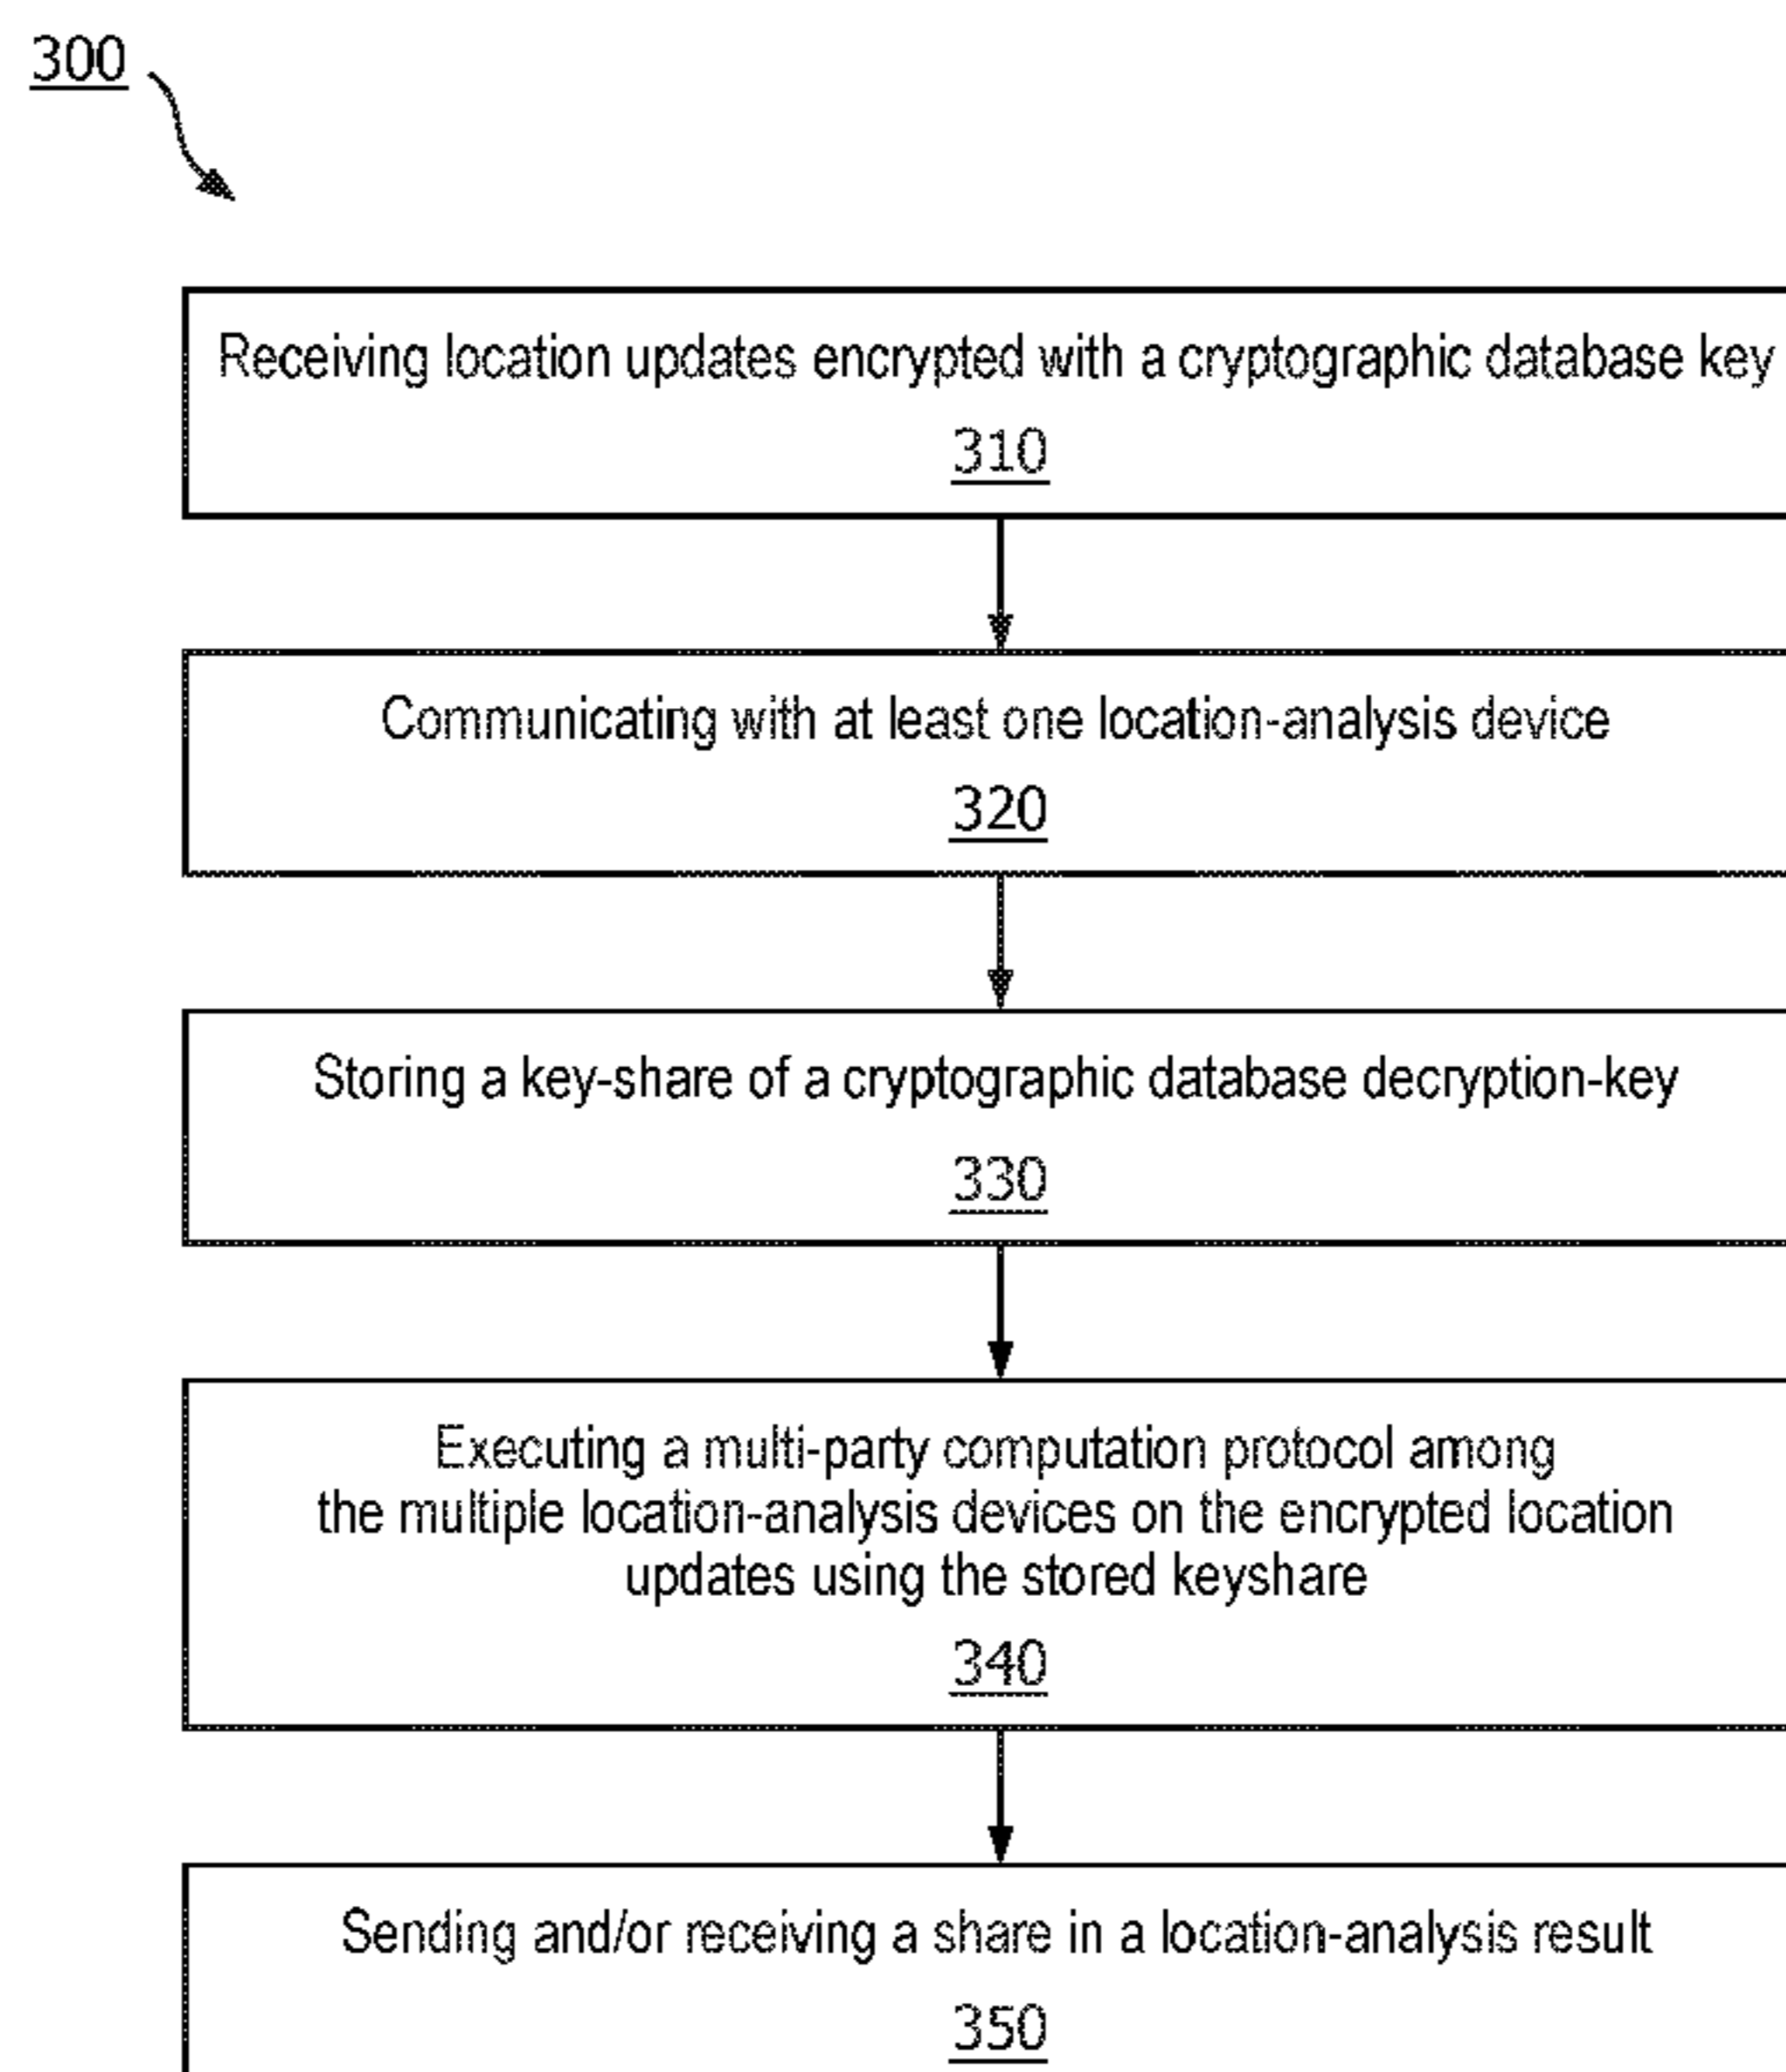 300
Receiving location updates encrypted with a cryptographic database key
310
Communicating with at least one location-analysis device
320
Storing a key-share of a cryptographic database decryption-key
330
Executing a multi-party computation protocol among
the multiple location-analysis devices on the encrypted location
updates using the stored keyshare
340
Sending and/or receiving a share in a location-analysis result
350